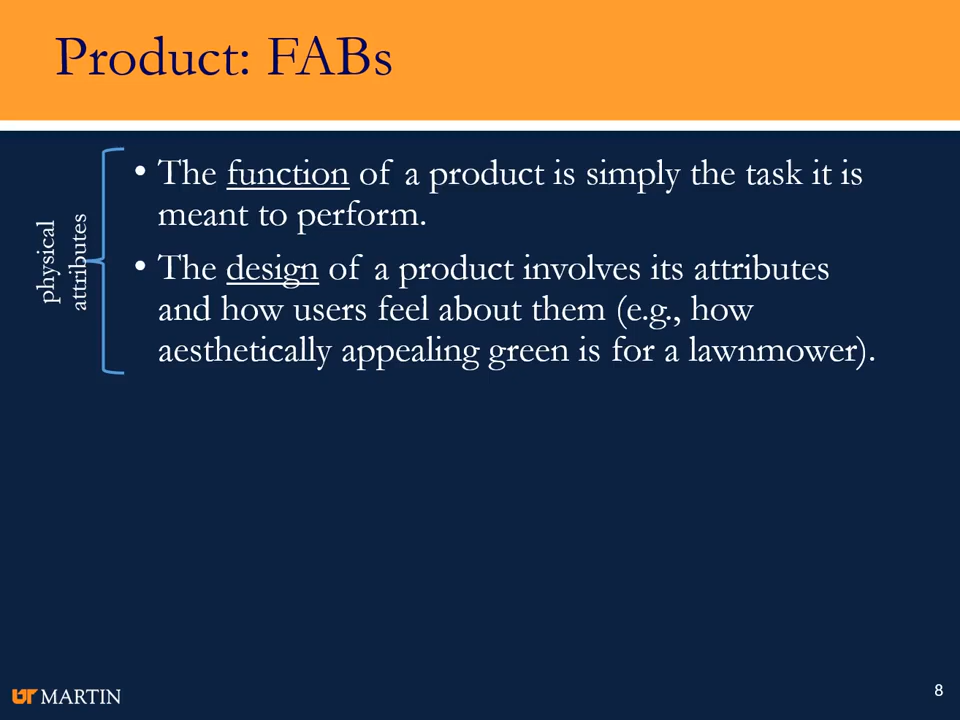 Product: FABs
physical
attributes
• The function of a product is simply the task it is
meant to perform.
• The design of a product involves its attributes
and how users feel about them (e.g., how
aesthetically appealing green is for a lawnmower).
UT MARTIN
8